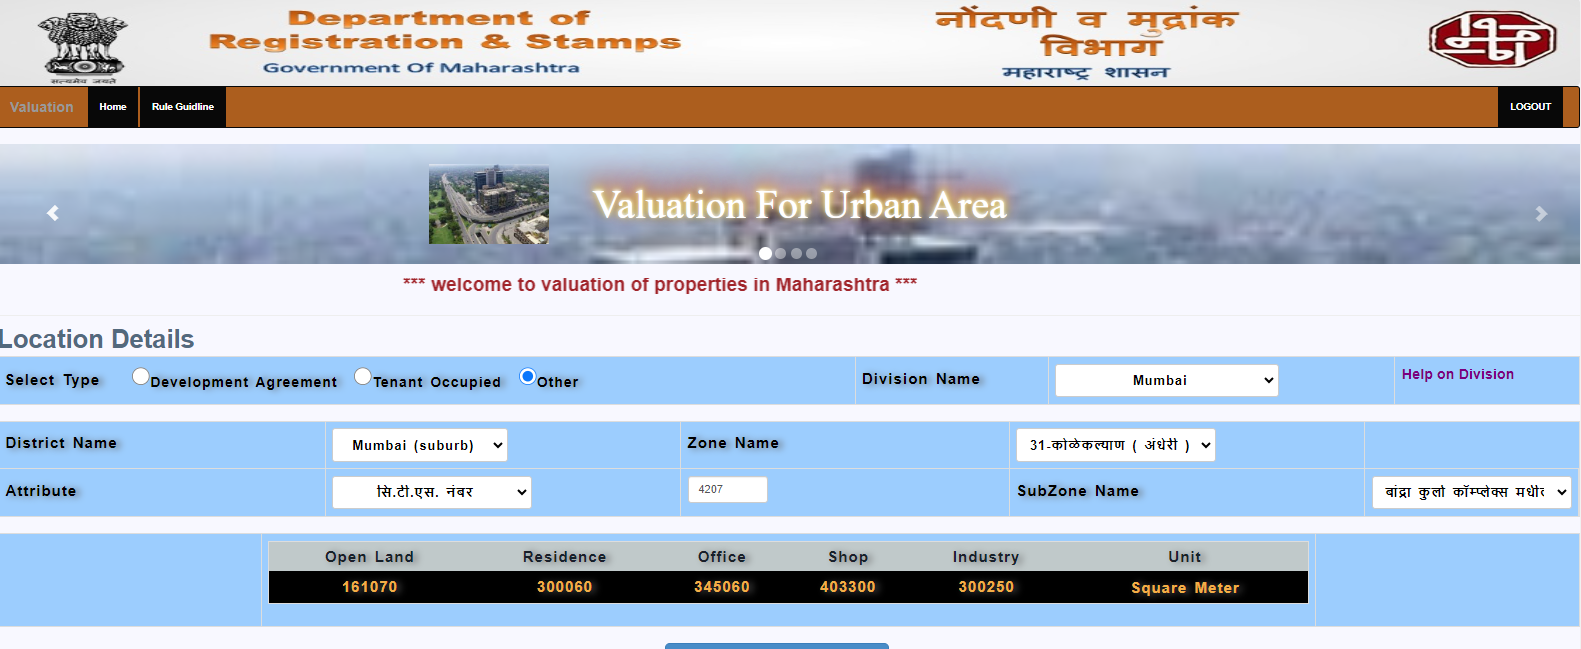 Department of
Registration & Stamps
Government Of Maharashtra
नोंदणी व मुद्रांक
विभाग
महाराष्ट्र शासन
सत्यमेव जयते
Valuation Home Rule Guidline LOGOUT
Valuation For Urban Area
*** welcome to valuation of properties in Maharashtra ***
Location Details
Select Type Development Agreement Tenant Occupied Other Division Name Mumbai Help on Division
District Name Mumbai (suburb) Zone Name 31-कोळेकल्याण ( अंधेरी )
Attribute सि.टी.एस. नंबर 4207 SubZone Name बांद्रा कुर्ला कॉम्प्लेक्स मधील
Open Land Residence Office Shop Industry Unit
161070 300060 345060 403300 300250 Square Meter